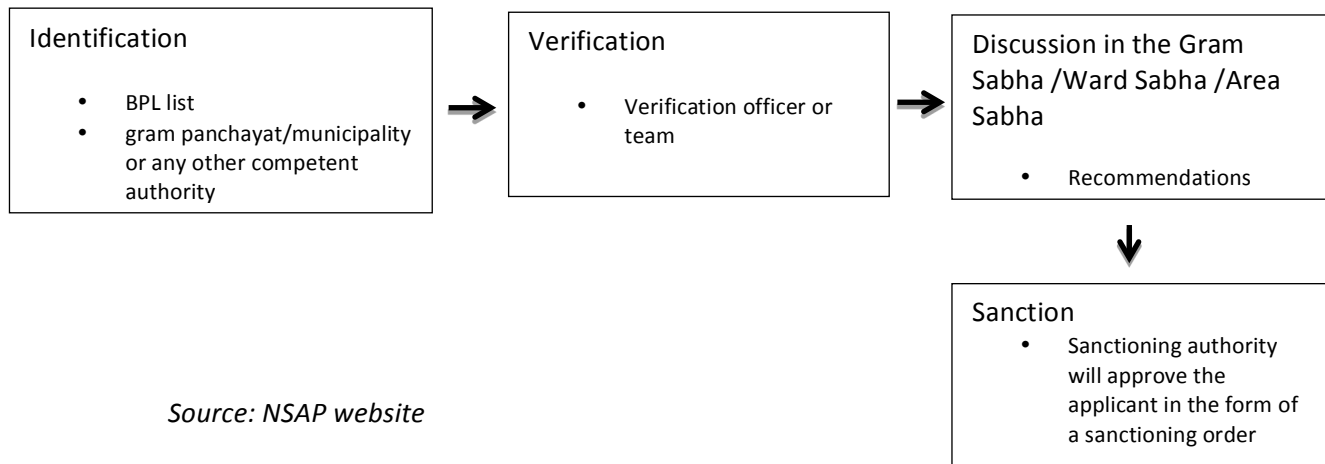 Identification
• BPL list
• gram panchayat/municipality
or any other competent
authority
Verification
• Verification officer or
team
Discussion in the Gram
Sabha /Ward Sabha /Area
Sabha
• Recommendations
Sanction
• Sanctioning authority
will approve the
applicant in the form of
a sanctioning order
Source: NSAP website